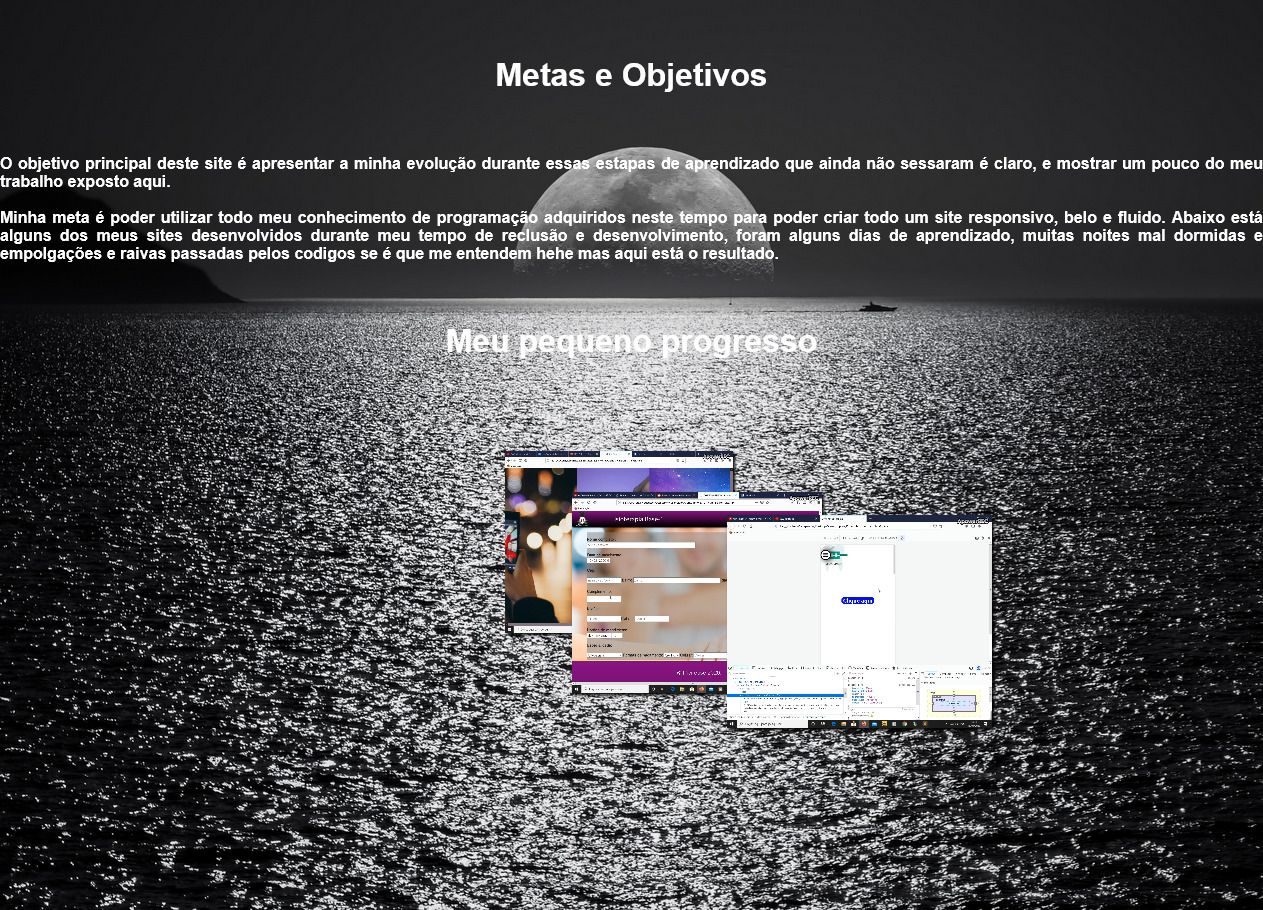 Metas e Objetivos
O objetivo principal deste site é apresentar a minha evolução durante essas estapas de aprendizado que ainda não sessaram é claro, e mostrar um pouco do meu
trabalho exposto aqui.
Minha meta é poder utilizar todo meu conhecimento de programação adquiridos neste tempo para poder criar todo um site responsivo, belo e fluido. Abaixo está
alguns dos meus sites desenvolvidos durante meu tempo de reclusão e desenvolvimento, foram alguns dias de aprendizado, muitas noites mal dormidas e
empolgações e raivas passadas pelos codigos se é que me entendem hehe mas aqui está o resultado.
Meu pequeno progresso
Clique aqui